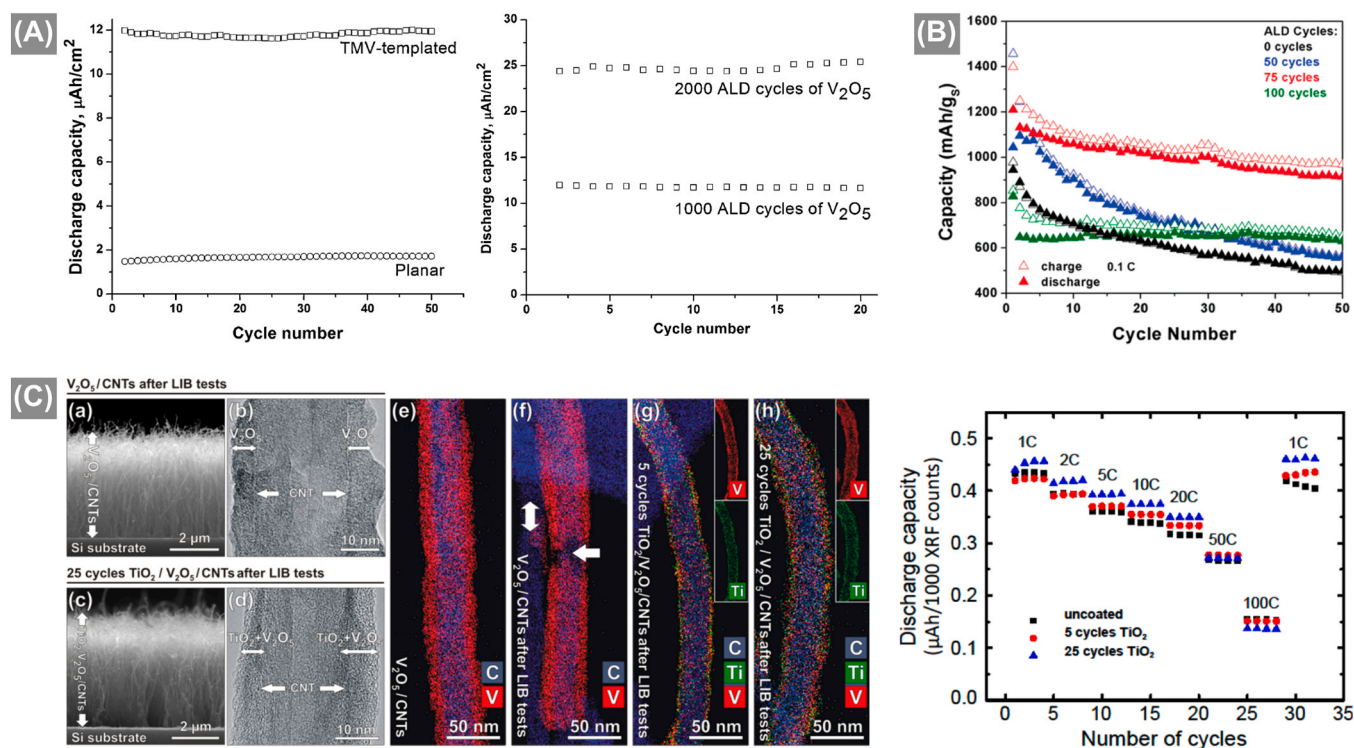 (A)
Discharge capacity, µAh/cm²
12
10
8
6
4
2
0
TMV-templated
Planar
0 10 20 30 40 50
Cycle number
Discharge capacity, µAh/cm²
30
25
20
15
10
5
0
2000 ALD cycles of V₂O₅
1000 ALD cycles of V₂O₅
0 5 10 15 20
Cycle number
(B)
Capacity (mAh/gₛ)
1600
1400
1200
1000
800
600
400
ALD Cycles:
0 cycles
50 cycles
75 cycles
100 cycles
charge 0.1 C
discharge
0 10 20 30 40 50
Cycle Number
(C)
V₂O₅/CNTs after LIB tests
(a)
V₂O₅/CNTs
Si substrate
2 µm
(b)
V₂O₅
V₂O
CNT
10 nm
25 cycles TiO₂ / V₂O₅/CNTs after LIB tests
(c)
Si substrate
2 µm
(d)
TiO₂+V₂O
TiO₂+V₂O
CNT
10 nm
(e)
V₂O₅/CNTs
C
V
50 nm
(f)
V₂O₅/CNTs after LIB tests
C
V
50 nm
(g)
5 cycles TiO₂/V₂O₅/CNTs after LIB tests
V
Ti
C
Ti
V
50 nm
(h)
25 cycles TiO₂/V₂O₅/CNTs after LIB tests
V
Ti
C
Ti
V
50 nm
Discharge capacity
(µAh/1000 XRF counts)
0.5
0.4
0.3
0.2
0.1
0.0
1C
2C
5C
10C
20C
50C
100C
1C
uncoated
5 cycles TiO₂
25 cycles TiO₂
0 5 10 15 20 25 30 35
Number of cycles